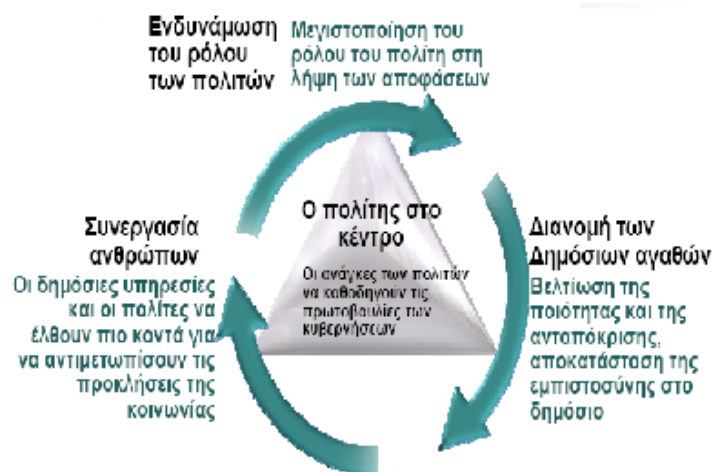 Ενδυνάμωση
του ρόλου
των πολιτών
Μεγιστοποίηση του
ρόλου του πολίτη στη
λήψη των αποφάσεων
Ο πολίτης στο
κέντρο
Οι ανάγκες των πολιτών
να καθοδηγούν τις
πρωτοβουλίες των
κυβερνήσεων
Διανομή των
Δημόσιων αγαθών
Βελτίωση της
ποιότητας και της
ανταπόκρισης,
αποκατάσταση της
εμπιστοσύνης στο
δημόσιο
Συνεργασία
ανθρώπων
Οι δημόσιες υπηρεσίες
και οι πολίτες να
έλθουν πιο κοντά για
να αντιμετωπίσουν τις
προκλήσεις της
κοινωνίας